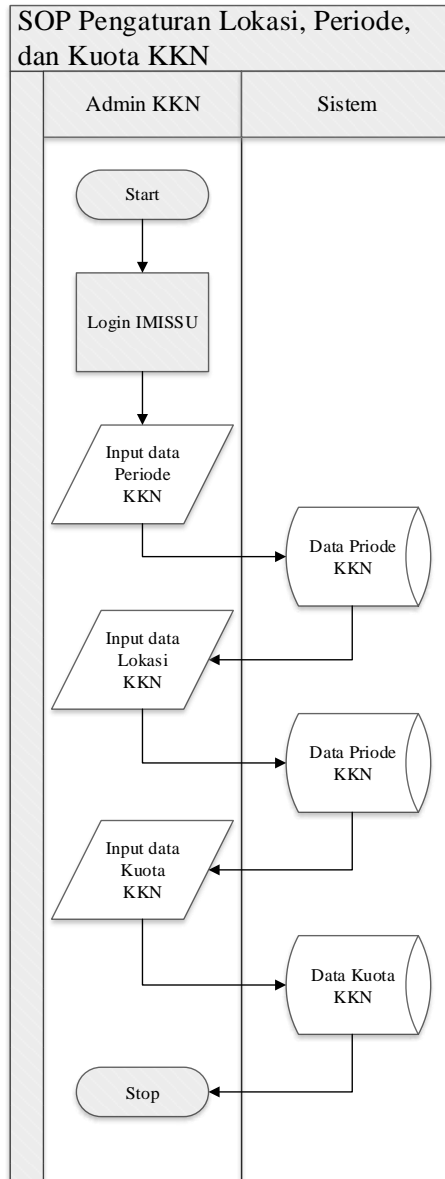 SOP Pengaturan Lokasi, Periode,
dan Kuota KKN
Admin KKN
Sistem
Start
Login IMISSU
Input data
Periode
KKN
Data Priode
KKN
Input data
Lokasi
KKN
Data Priode
KKN
Input data
Kuota
KKN
Data Kuota
KKN
Stop